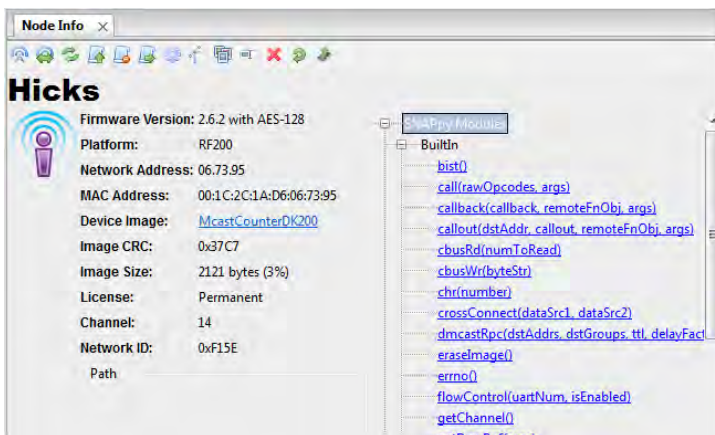 Node Info
Hicks
Firmware Version: 2.6.2 with AES-128
Platform: RF200
Network Address: 06.73.95
MAC Address: 00:1C:2C:1A:D6:06:73:95
Device Image: McastCounterDK200
Image CRC: 0x37C7
Image Size: 2121 bytes (3%)
License: Permanent
Channel: 14
Network ID: 0xF15E
Path
SNAPpy Modules
BuiltIn
bist()
call(rawOpcodes, args)
callback(callback, remoteFnObj, args)
callout(dstAddr, callout, remoteFnObj, args)
cbusRd(numToRead)
cbusWr(byteStr)
chr(number)
crossConnect(dataSrc1, dataSrc2)
dmcastRpc(dstAddrs, dstGroups, ttl, delayFact
eraseImage()
errno()
flowControl(uartNum, isEnabled)
getChannel()